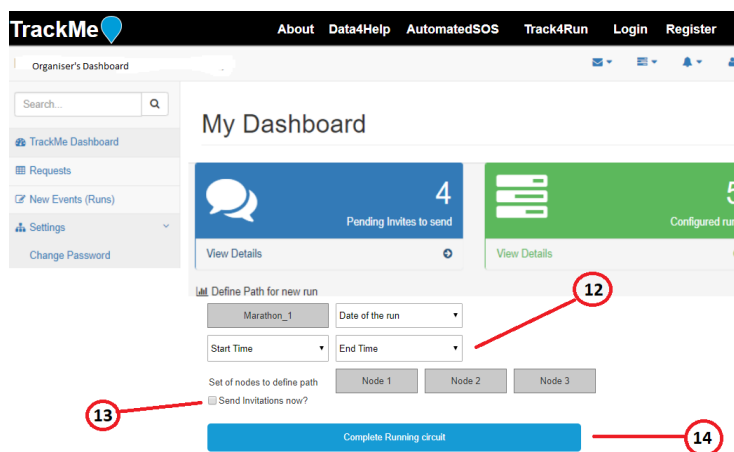 TrackMe About Data4Help AutomatedSOS Track4Run Login Register
Organiser's Dashboard
Search...
My Dashboard
TrackMe Dashboard
Requests
New Events (Runs)
Settings
Change Password
4
Pending Invites to send
View Details
5
Configured run
View Details
Define Path for new run
12
Marathon_1 Date of the run
Start Time End Time
Set of nodes to define path Node 1 Node 2 Node 3
Send Invitations now?
13
Complete Running circuit
14